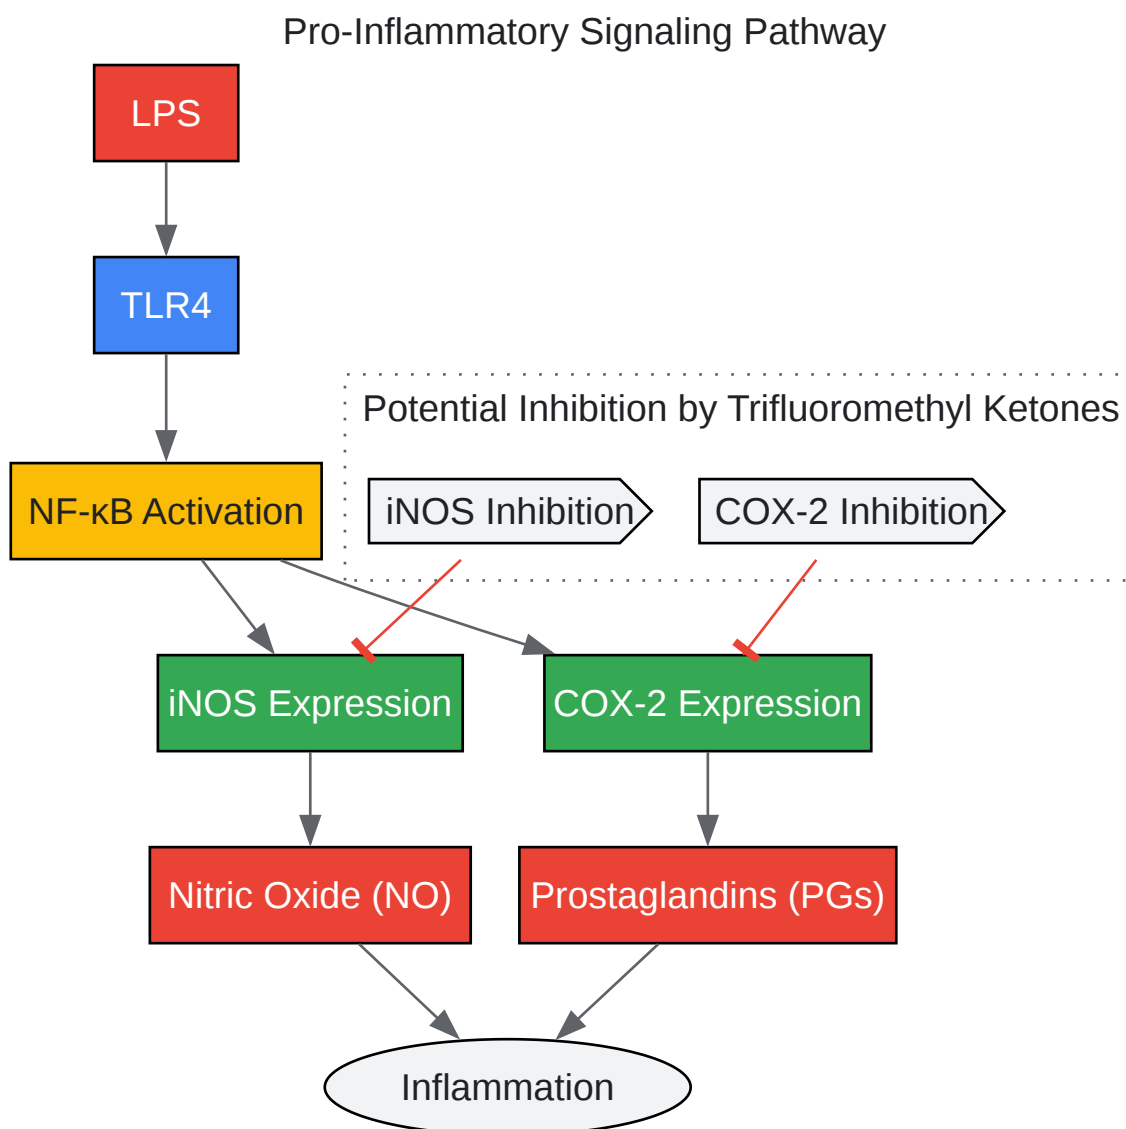 Pro-Inflammatory Signaling Pathway
LPS
TLR4
Potential Inhibition by Trifluoromethyl Ketones
NF-κB Activation
iNOS Inhibition
COX-2 Inhibition
iNOS Expression
COX-2 Expression
Nitric Oxide (NO)
Prostaglandins (PGs)
Inflammation